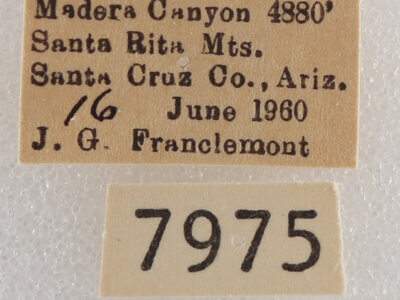 Madera Canyon 4880'
Santa Rita Mts.
Santa Cruz Co., Ariz.
16 June 1960
J. G. Franclemont
7975